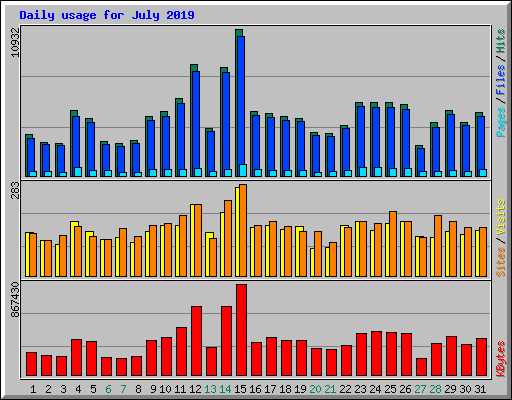 Daily usage for July 2019
10932
Pages / Files / Hits
283
Sites / Visits
867430
KBytes
1 2 3 4 5 6 7 8 9 10 11 12 13 14 15 16 17 18 19 20 21 22 23 24 25 26 27 28 29 30 31